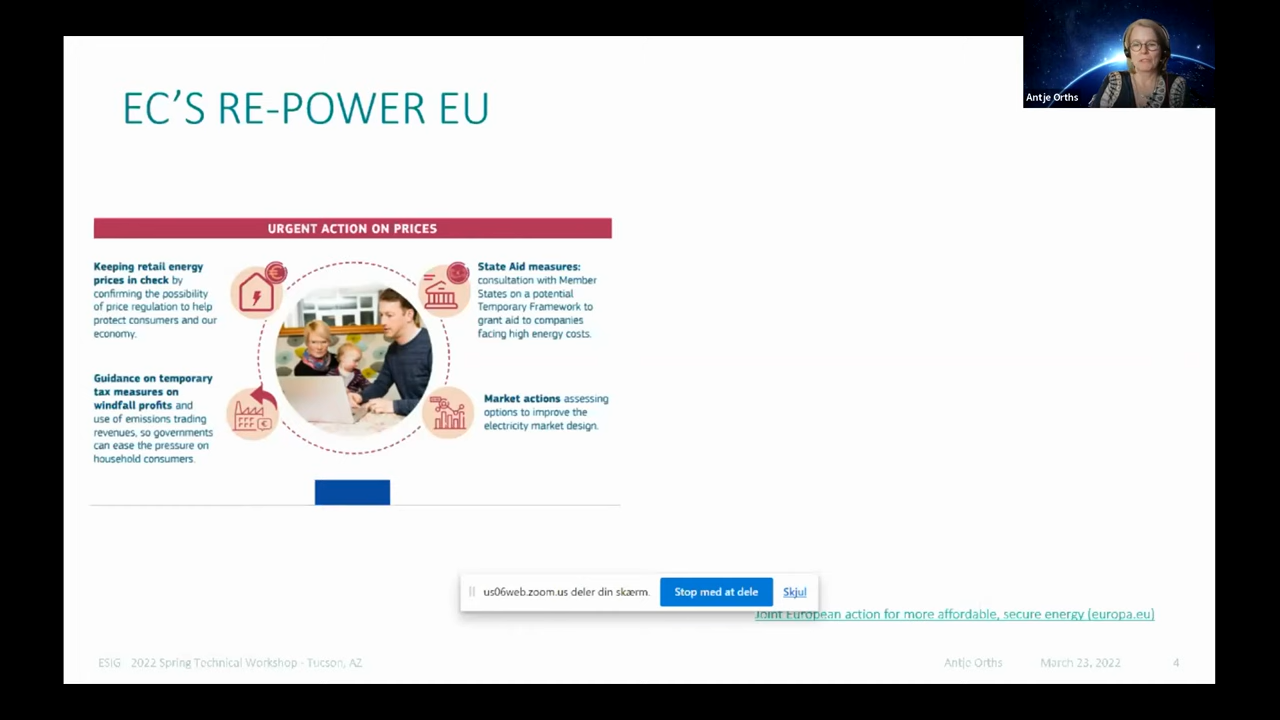 Antje Orths
EC'S RE-POWER EU
URGENT ACTION ON PRICES
Keeping retail energy
prices in check by
confirming the possibility
of price regulation to help
protect consumers and our
economy.
State Aid measures:
consultation with Member
States on a potential
Temporary Framework to
grant aid to companies
facing high energy costs.
Guidance on temporary
tax measures on
windfall profits and
use of emissions trading
revenues, so governments
can ease the pressure on
household consumers.
Market actions assessing
options to improve the
electricity market design.
us06web.zoom.us deler din skærm.
Stop med at dele
Skjul
Joint European action for more affordable, secure energy (europa.eu)
ESIG 2022 Spring Technical Workshop - Tucson, AZ
Antje Orths
March 23, 2022
4